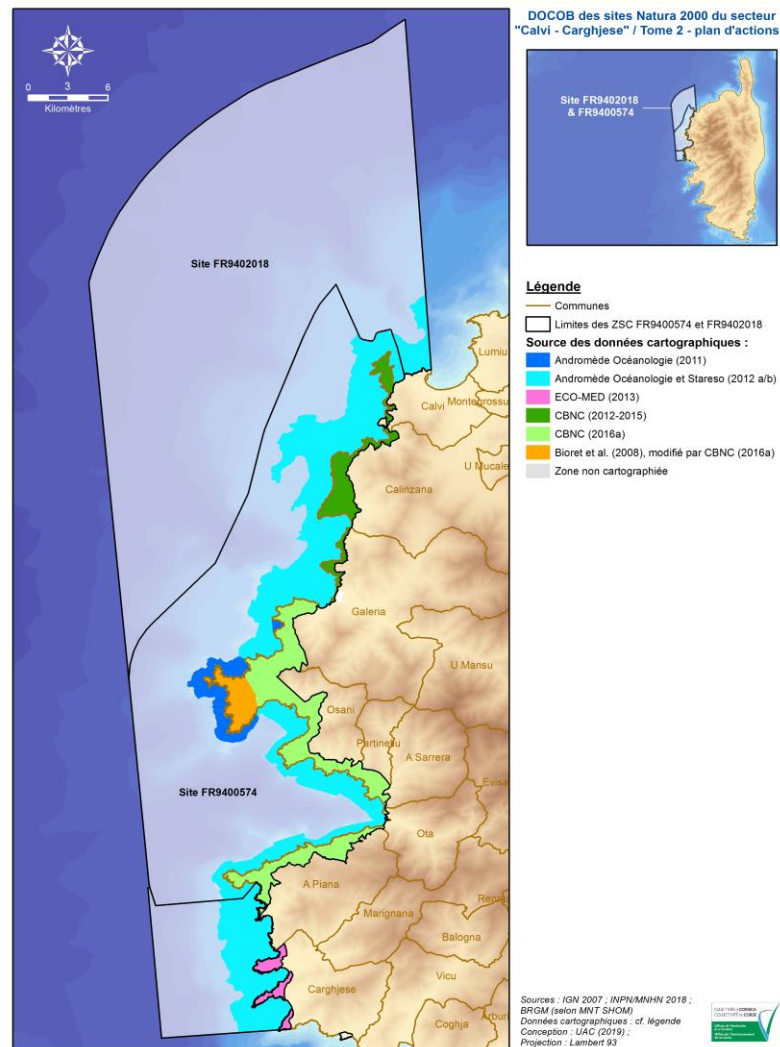 DOCOB des sites Natura 2000 du secteur
"Calvi - Carghjese" / Tome 2 - plan d'actions
0 3 6
Kilomètres
Site FR9402018
& FR9400574
Site FR9402018
Légende
Communes
Limites des ZSC FR9400574 et FR9402018
Source des données cartographiques :
Andromède Océanologie (2011)
Andromède Océanologie et Stareso (2012 a/b)
ECO-MED (2013)
CBNC (2012-2015)
CBNC (2016a)
Bioret et al. (2008), modifié par CBNC (2016a)
Zone non cartographiée
Lumiu
Calvi
Montegrossu
U Mucale
Calinzana
Galeria
U Mansu
Osani
Partinellu
A Sarrera
Evisa
Site FR9400574
Ota
A Piana
Marignana
Balogna
Carghjese
Vicu
Coghja
Sources : IGN 2007 ; INPN/MNHN 2018 ;
BRGM (selon MNT SHOM)
Données cartographiques : cf. légende
Conception : UAC (2019) ;
Projection : Lambert 93